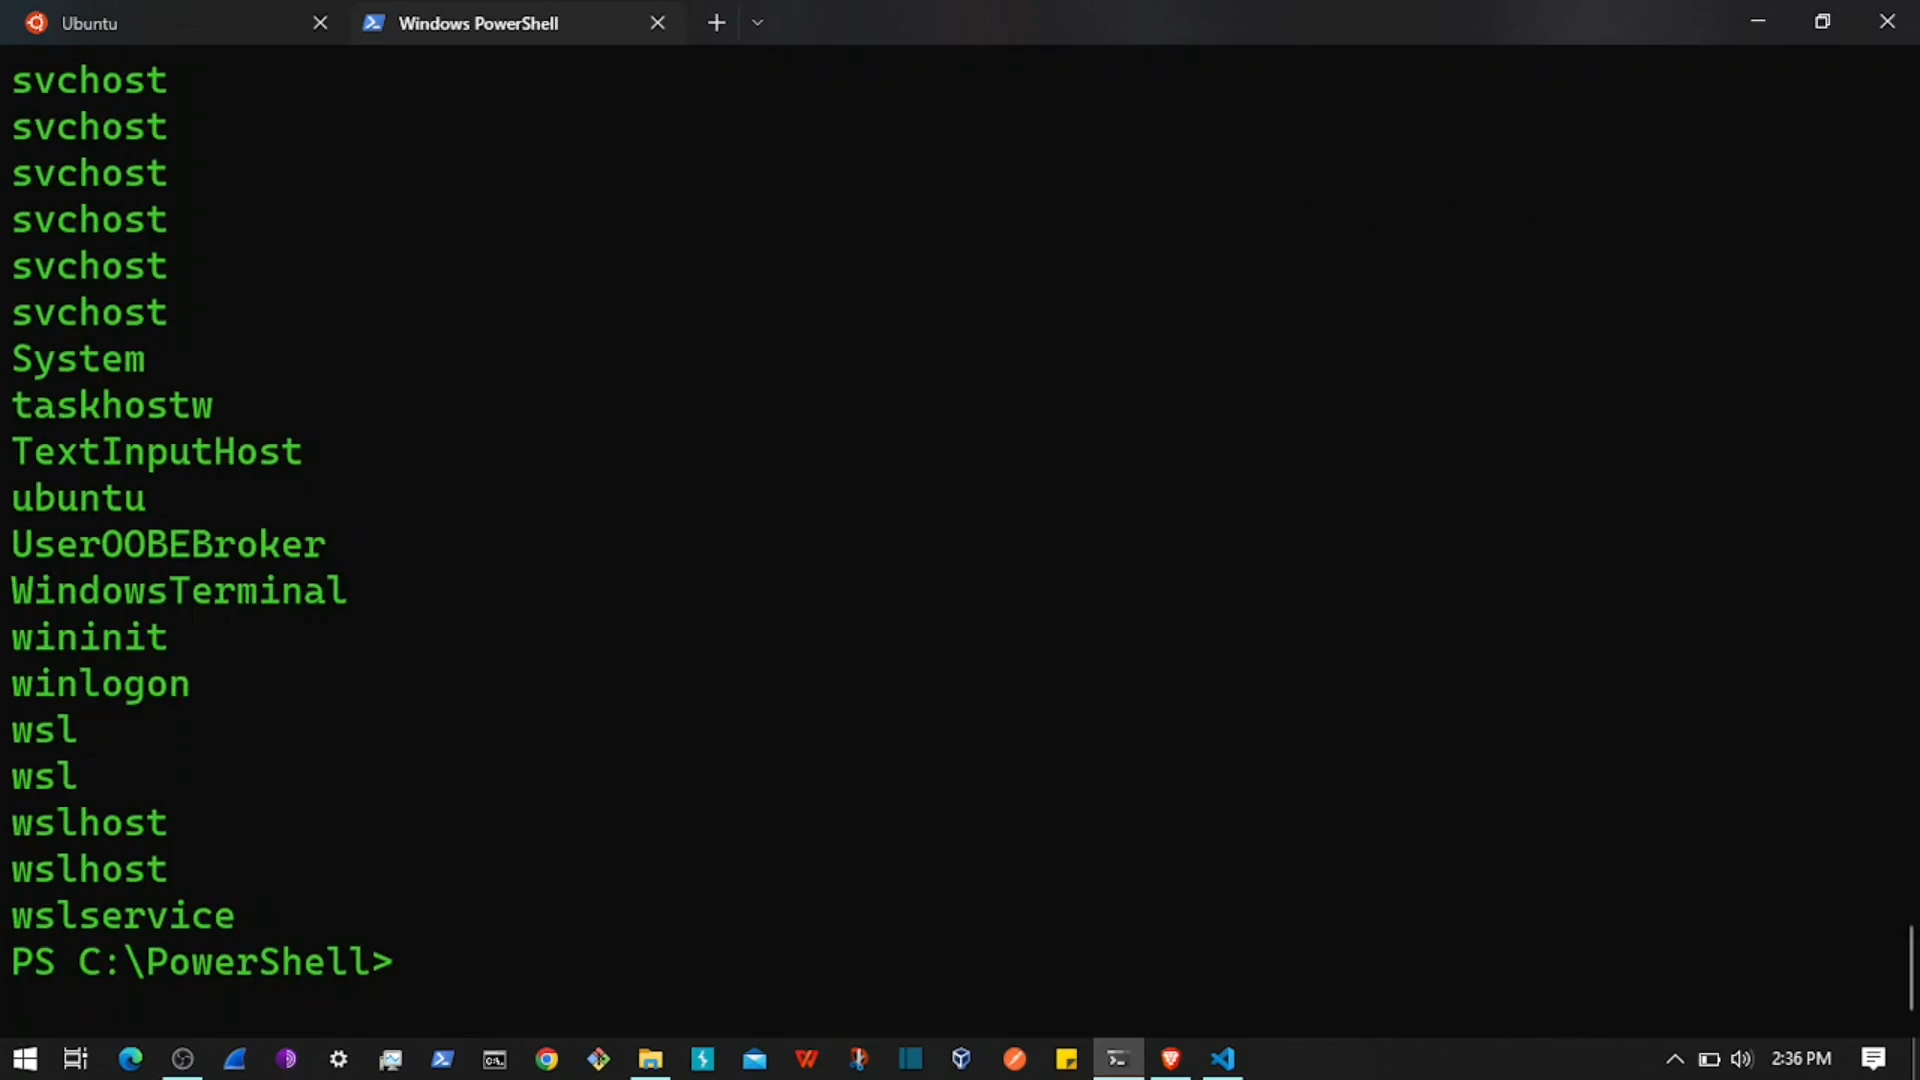 Ubuntu
Windows PowerShell
svchost
svchost
svchost
svchost
svchost
svchost
System
taskhostw
TextInputHost
ubuntu
UserOOBEBroker
WindowsTerminal
wininit
winlogon
wsl
wsl
wslhost
wslhost
wslservice
PS C:\PowerShell>
2:36 PM